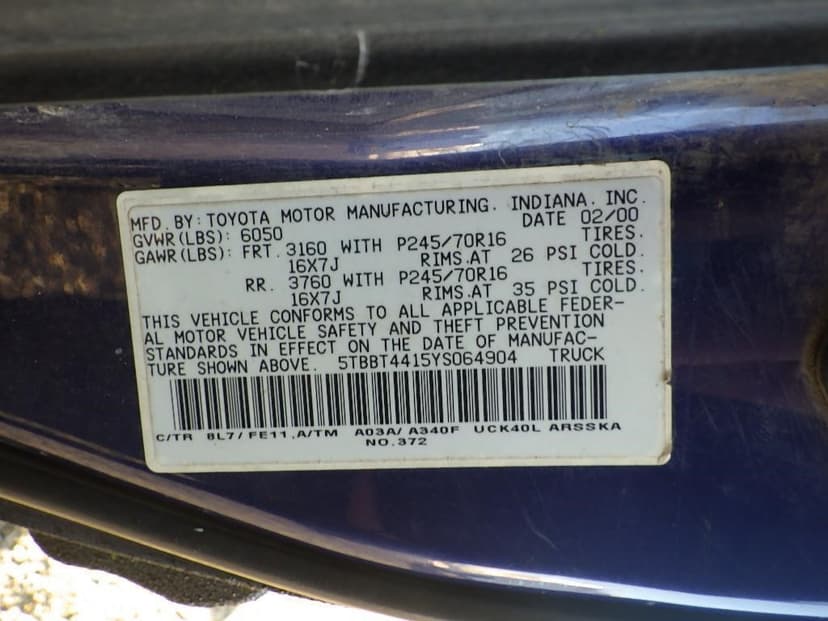 MFD. BY: TOYOTA MOTOR MANUFACTURING. INDIANA. INC.
GVWR(LBS): 6050 DATE 02/00
GAWR(LBS): FRT. 3160 WITH P245/70R16 TIRES.
16X7J RIMS.AT 26 PSI COLD.
RR. 3760 WITH P245/70R16 TIRES.
16X7J RIMS.AT 35 PSI COLD.
THIS VEHICLE CONFORMS TO ALL APPLICABLE FEDER-
AL MOTOR VEHICLE SAFETY AND THEFT PREVENTION
STANDARDS IN EFFECT ON THE DATE OF MANUFAC-
TURE SHOWN ABOVE. 5TBBT4415YS064904 TRUCK
C/TR 8L7/ FE11,A/TM A03A/ A340F UCK40L ARSSKA
NO.372